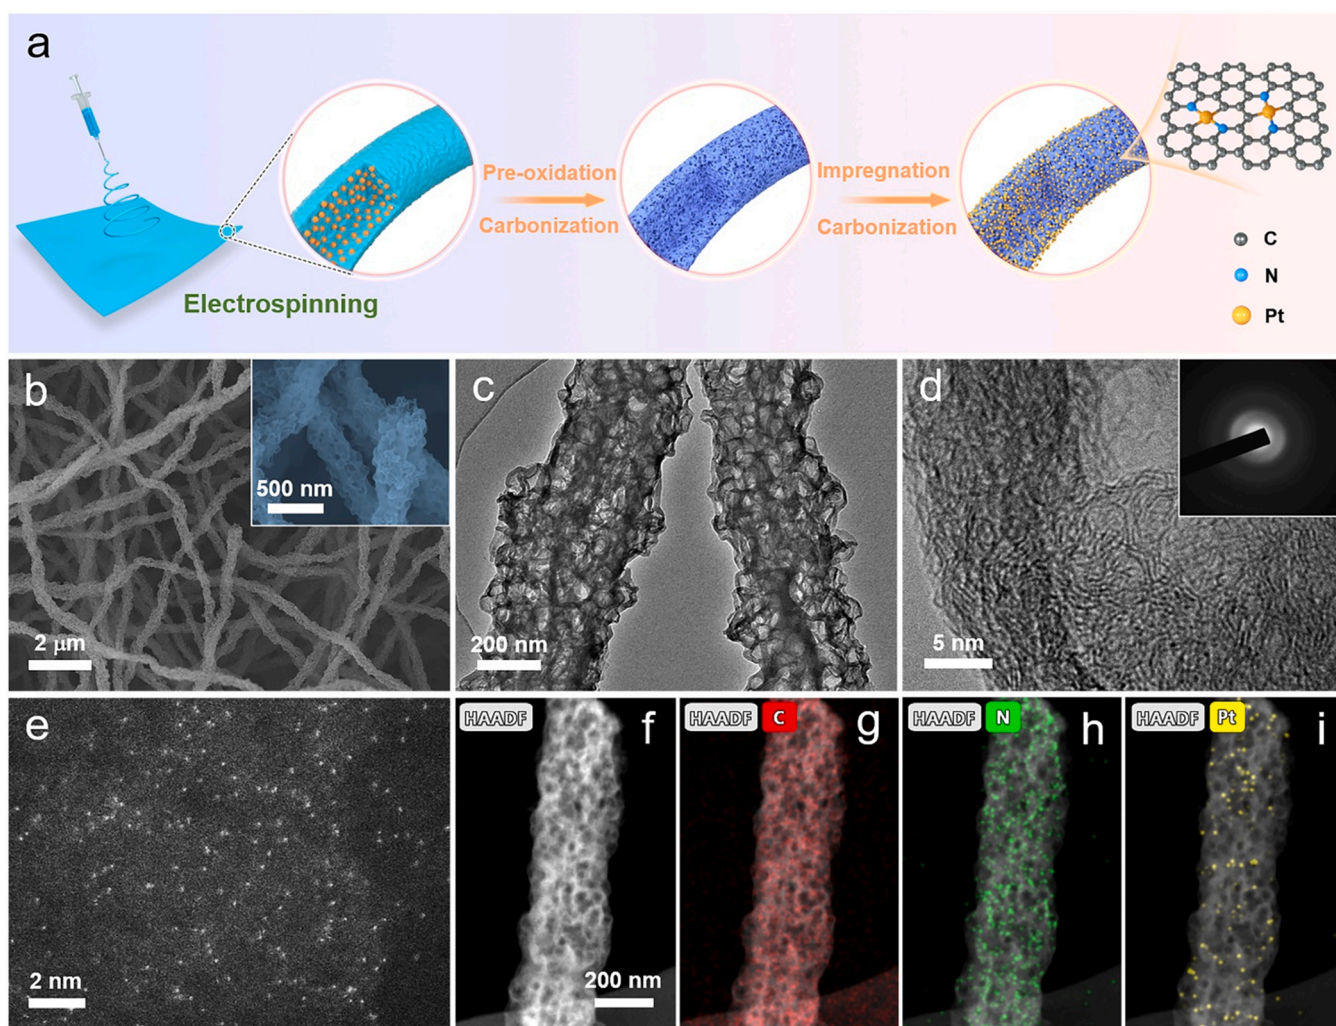 a
Pre-oxidation
Carbonization
Impregnation
Carbonization
Electrospinning
C
N
Pt
b
500 nm
2 μm
c
200 nm
d
5 nm
e
2 nm
HAADF
f
200 nm
HAADF C
g
HAADF N
h
HAADF Pt
i